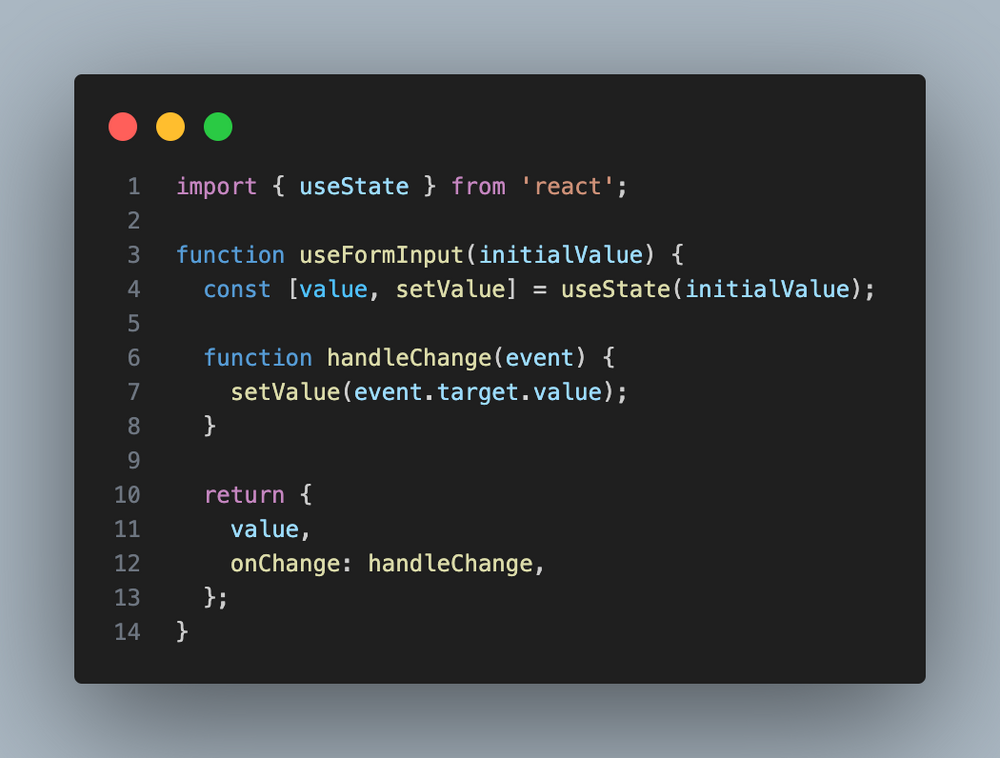 1 import { useState } from 'react';
2
3 function useFormInput(initialValue) {
4   const [value, setValue] = useState(initialValue);
5
6   function handleChange(event) {
7     setValue(event.target.value);
8   }
9
10   return {
11     value,
12     onChange: handleChange,
13   };
14 }